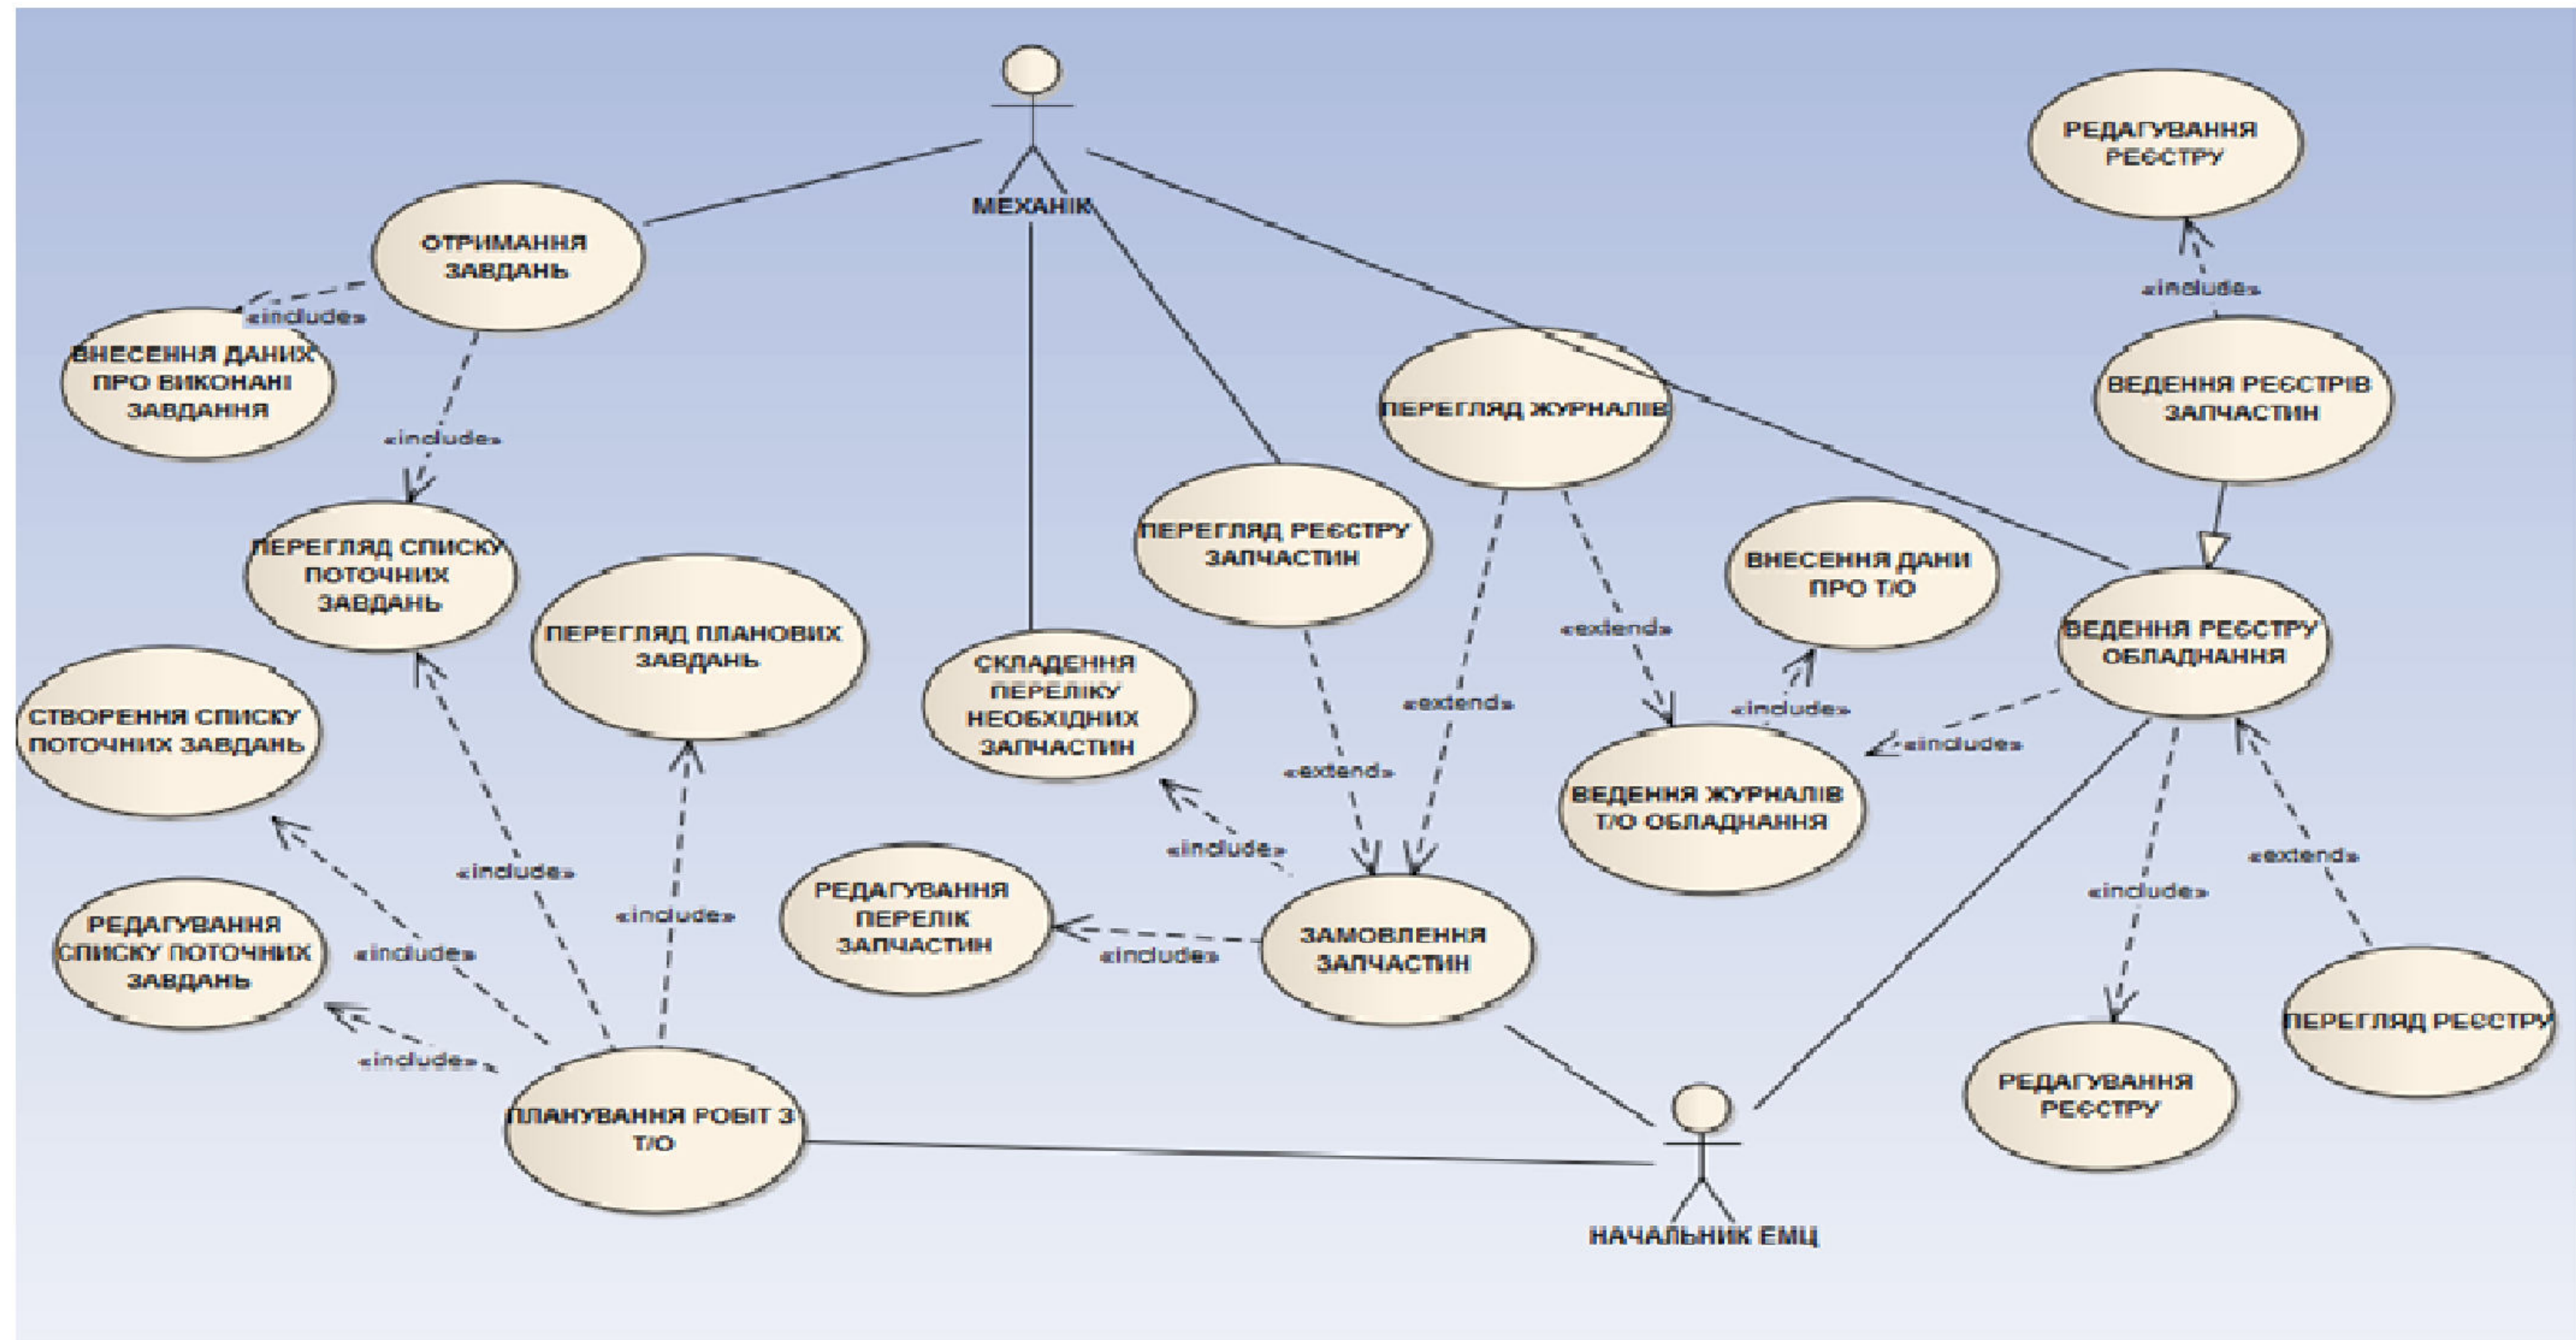 МЕХАНІК
РЕДАГУВАННЯ
РЕЄСТРУ
«include»
ОТРИМАННЯ
ЗАВДАНЬ
«include»
ВНЕСЕННЯ ДАНИХ
ПРО ВИКОНАНІ
ЗАВДАННЯ
«include»
ПЕРЕГЛЯД ЖУРНАЛІВ
ВЕДЕННЯ РЕЄСТРІВ
ЗАПЧАСТИН
ПЕРЕГЛЯД СПИСКУ
ПОТОЧНИХ
ЗАВДАНЬ
ПЕРЕГЛЯД РЕЄСТРУ
ЗАПЧАСТИН
ВНЕСЕННЯ ДАНИ
ПРО Т/О
ПЕРЕГЛЯД ПЛАНОВИХ
ЗАВДАНЬ
СКЛАДЕННЯ
ПЕРЕЛІКУ
НЕОБХІДНИХ
ЗАПЧАСТИН
«extend»
ВЕДЕННЯ РЕЄСТРУ
ОБЛАДНАННЯ
СТВОРЕННЯ СПИСКУ
ПОТОЧНИХ ЗАВДАНЬ
«extend»
«include»
«include»
«extend»
ВЕДЕННЯ ЖУРНАЛІВ
Т/О ОБЛАДНАННЯ
«include»
«include»
«extend»
«include»
РЕДАГУВАННЯ
СПИСКУ ПОТОЧНИХ
ЗАВДАНЬ
«include»
«include»
РЕДАГУВАННЯ
ПЕРЕЛІК
ЗАПЧАСТИН
«include»
ЗАМОВЛЕННЯ
ЗАПЧАСТИН
ПЕРЕГЛЯД РЕЄСТРУ
«include»
РЕДАГУВАННЯ
РЕЄСТРУ
ПЛАНУВАННЯ РОБІТ З
Т/О
НАЧАЛЬНИК ЕМЦ